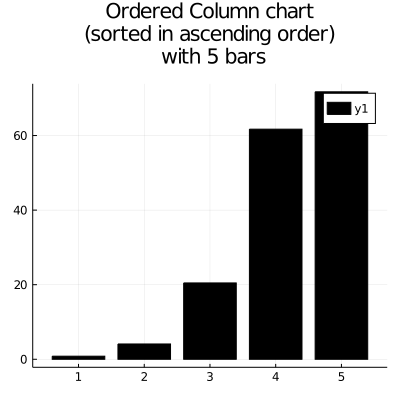 Ordered Column chart
(sorted in ascending order)
with 5 bars
y1
60
40
20
0
1 2 3 4 5